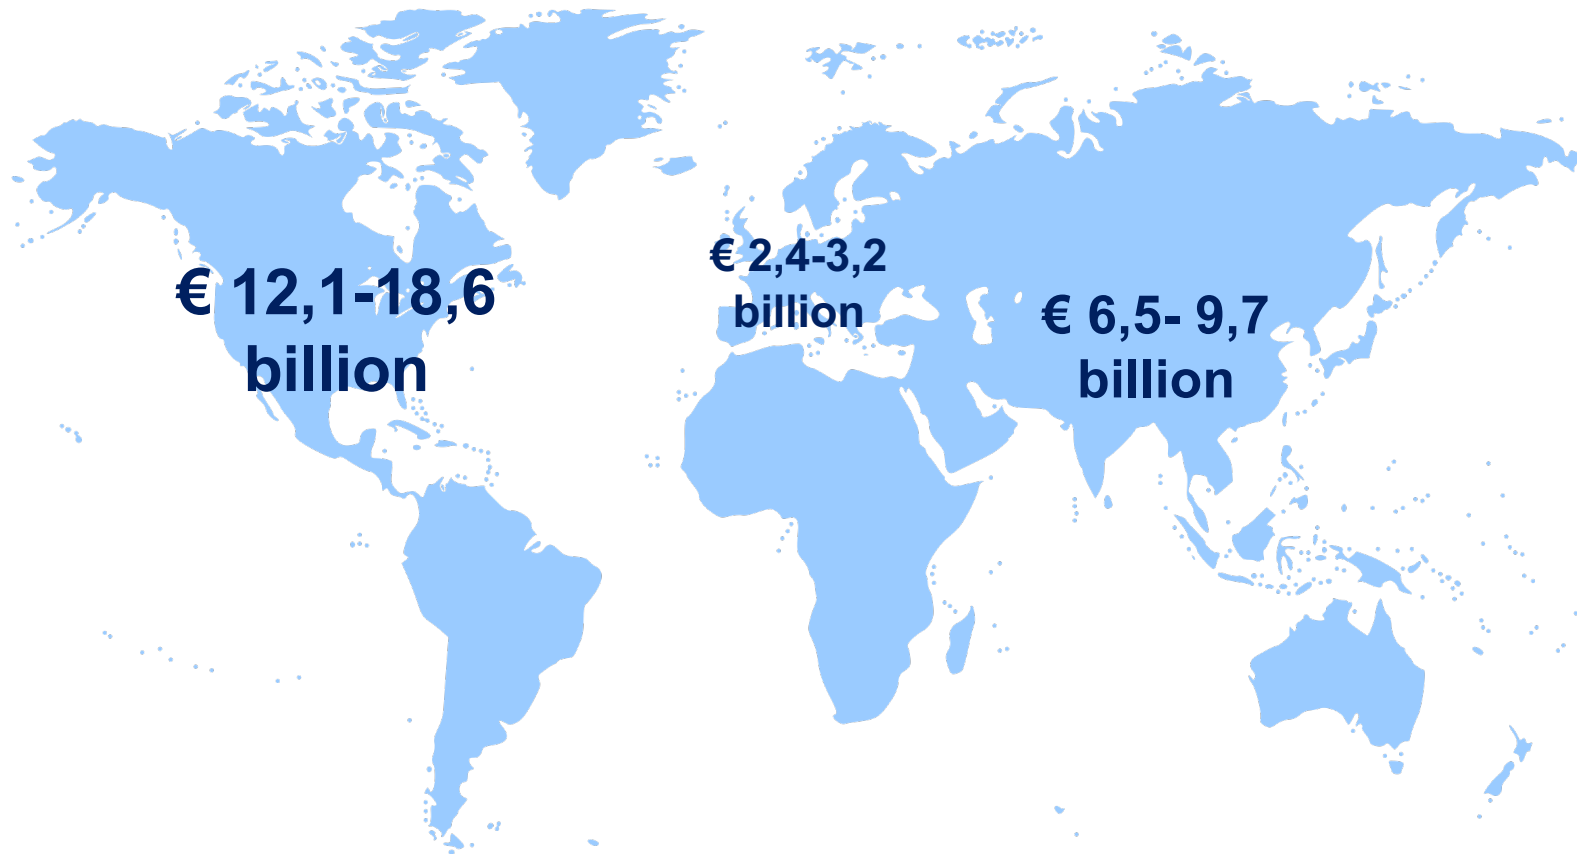 € 12,1-18,6
billion
€ 2,4-3,2
billion
€ 6,5- 9,7
billion